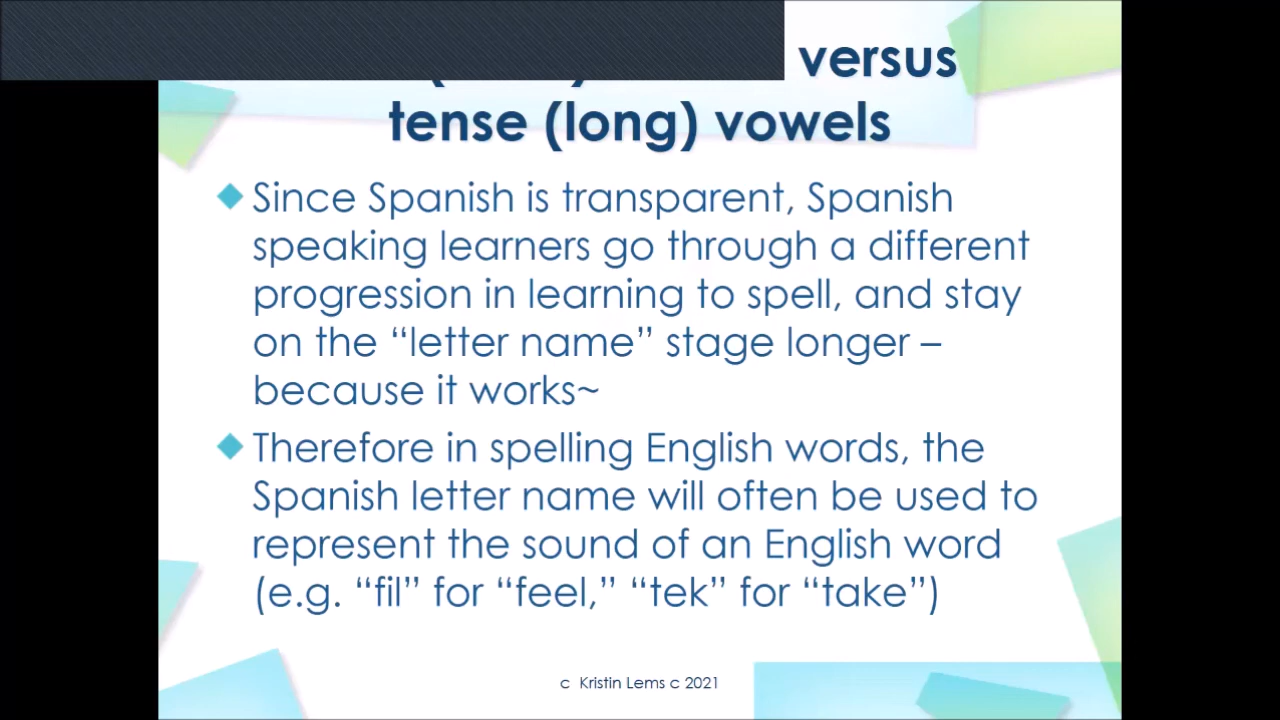 versus
tense (long) vowels
Since Spanish is transparent, Spanish
speaking learners go through a different
progression in learning to spell, and stay
on the “letter name” stage longer –
because it works~
Therefore in spelling English words, the
Spanish letter name will often be used to
represent the sound of an English word
(e.g. “fil” for “feel,” “tek” for “take”)
c Kristin Lems c 2021